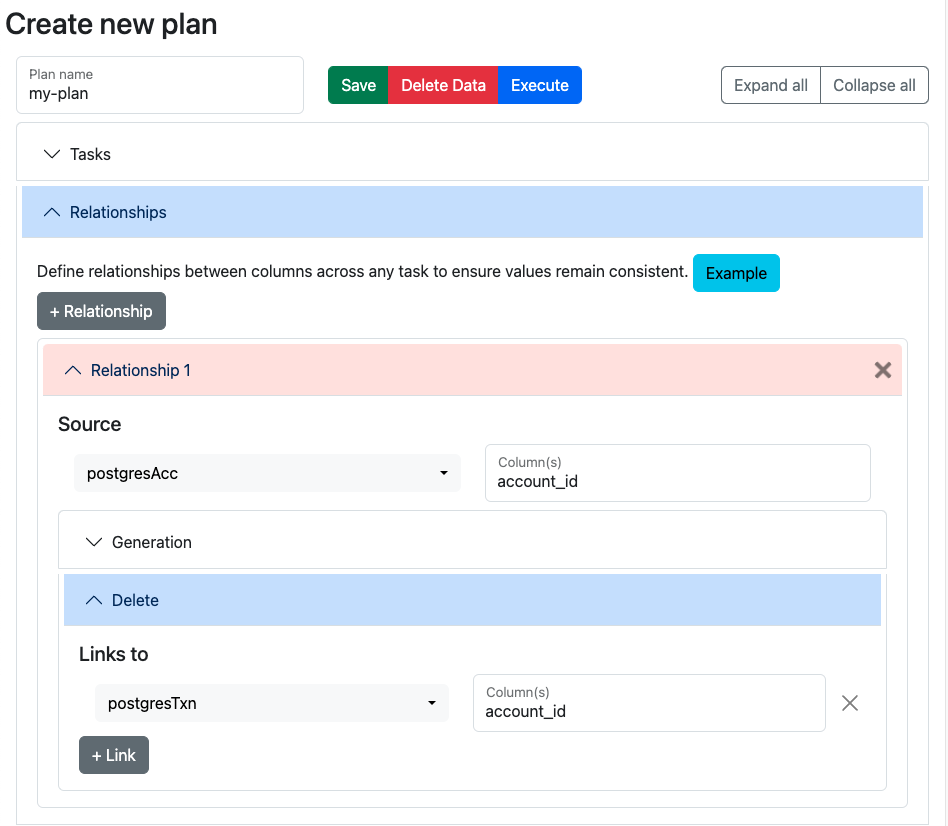 Create new plan
Plan name
my-plan
Save Delete Data Execute Expand all Collapse all
Tasks
Relationships
Define relationships between columns across any task to ensure values remain consistent. Example
+ Relationship
Relationship 1
Source
postgresAcc
Column(s)
account_id
Generation
Delete
Links to
postgresTxn
Column(s)
account_id
+ Link